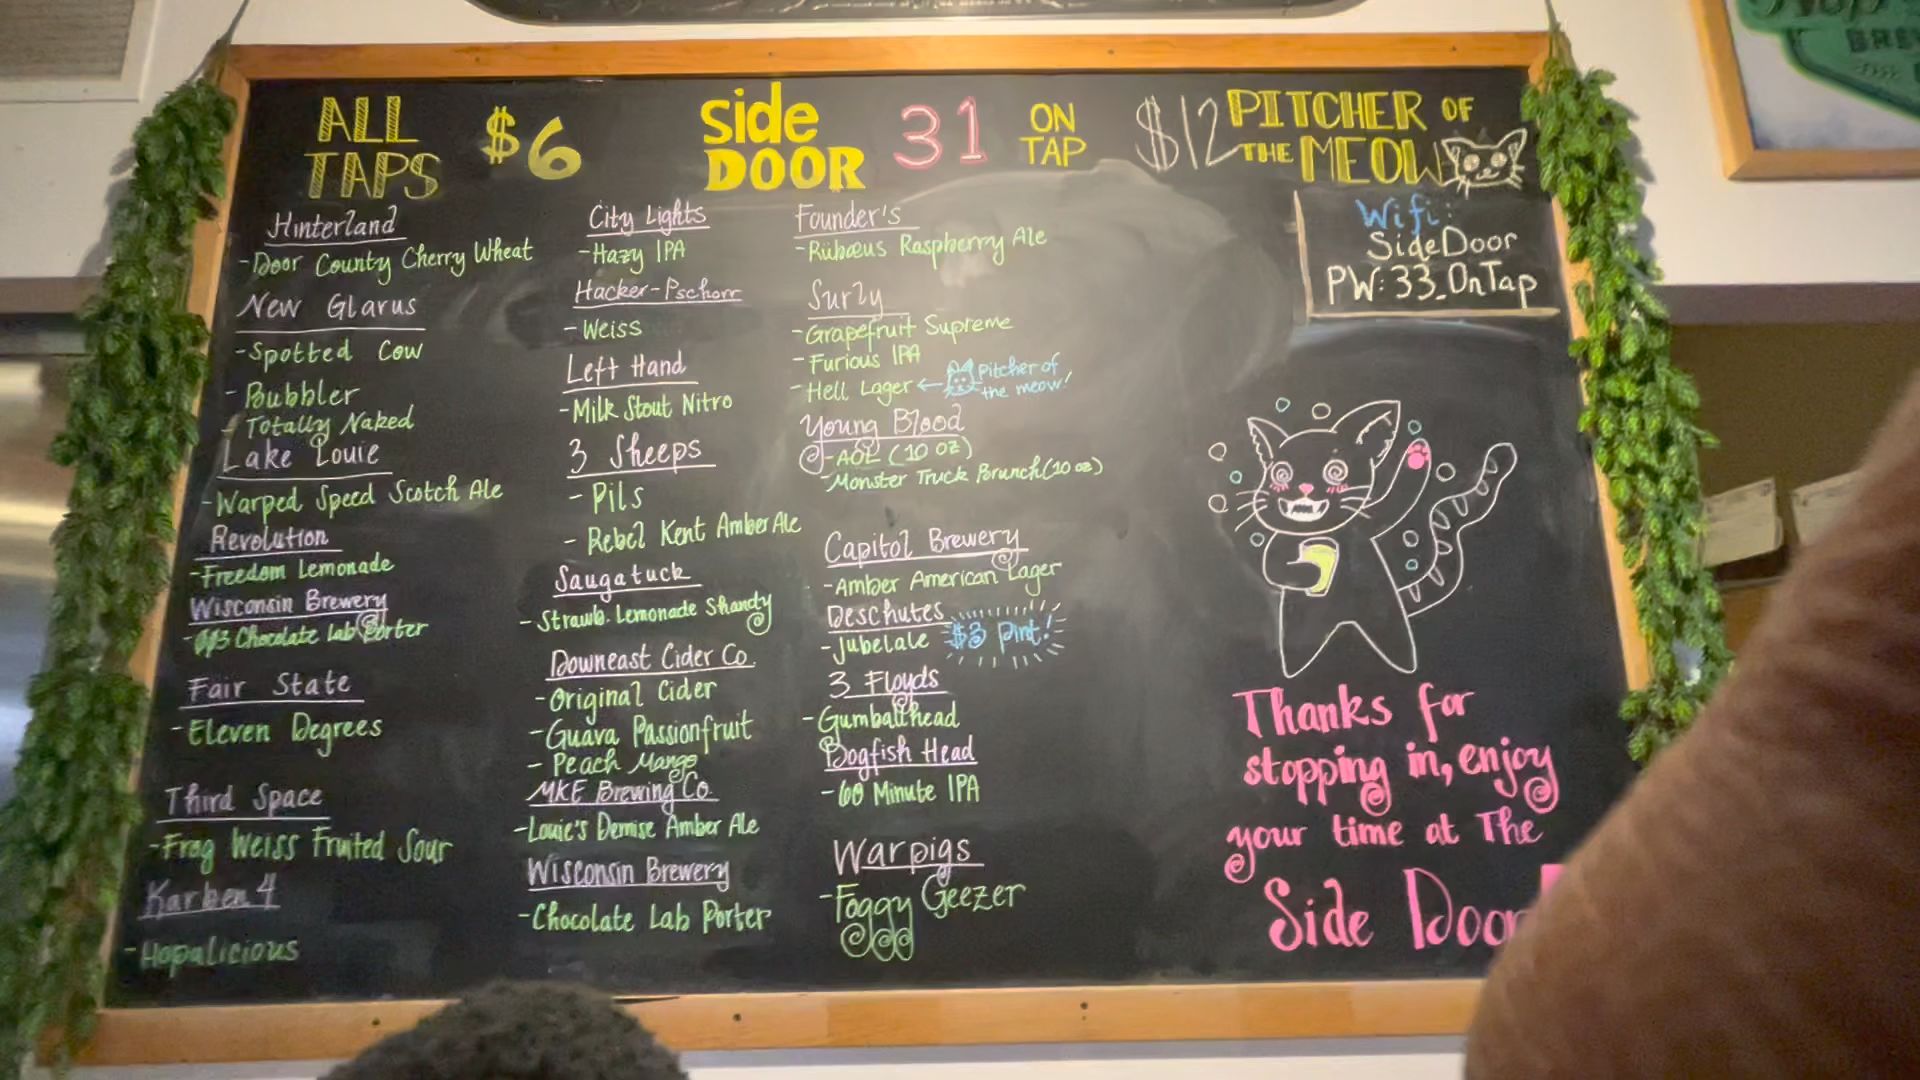 ALL
TAPS
$6
Side
DOOR
31
ON
TAP
$12 PITCHER OF
THE MEOW
Hinterland
-Door County Cherry Wheat
New Glarus
-Spotted Cow
-Bubbler
-Totally Naked
Lake Louie
-Warped Speed Scotch Ale
Revolution
-Freedom Lemonade
Wisconsin Brewery
Chocolate Lab Porter
Fair State
-Eleven Degrees
Third Space
-Frog Weiss Fruited Sour
Karben 4
-Hopalicious
City Lights
-Hazy IPA
Hacker-Pschorr
-Weiss
Left Hand
-Milk Stout Nitro
3 Sheeps
-Pils
-Rebel Kent Amber Ale
Saugatuck
-Strawb. Lemonade Shandy
Downeast Cider Co.
-Original Cider
-Guava Passionfruit
-Peach Mango
MKE Brewing Co.
-Louie's Demise Amber Ale
Wisconsin Brewery
-Chocolate Lab Porter
Founder's
-Rübæus Raspberry Ale
Surly
-Grapefruit Supreme
-Furious IPA
-Hell Lager ← Pitcher of
the meow!
Young Blood
-AOL (10 oz)
-Monster Truck Brunch (10 oz)
Capitol Brewery
-Amber American Lager
Deschutes
-Jubelale $3 pint!
3 Floyds
-Gumballhead
Dogfish Head
-60 Minute IPA
Warpigs
-Foggy Geezer
Wifi:
SideDoor
PW: 33_OnTap
Thanks for
stopping in, enjoy
your time at The
Side Door